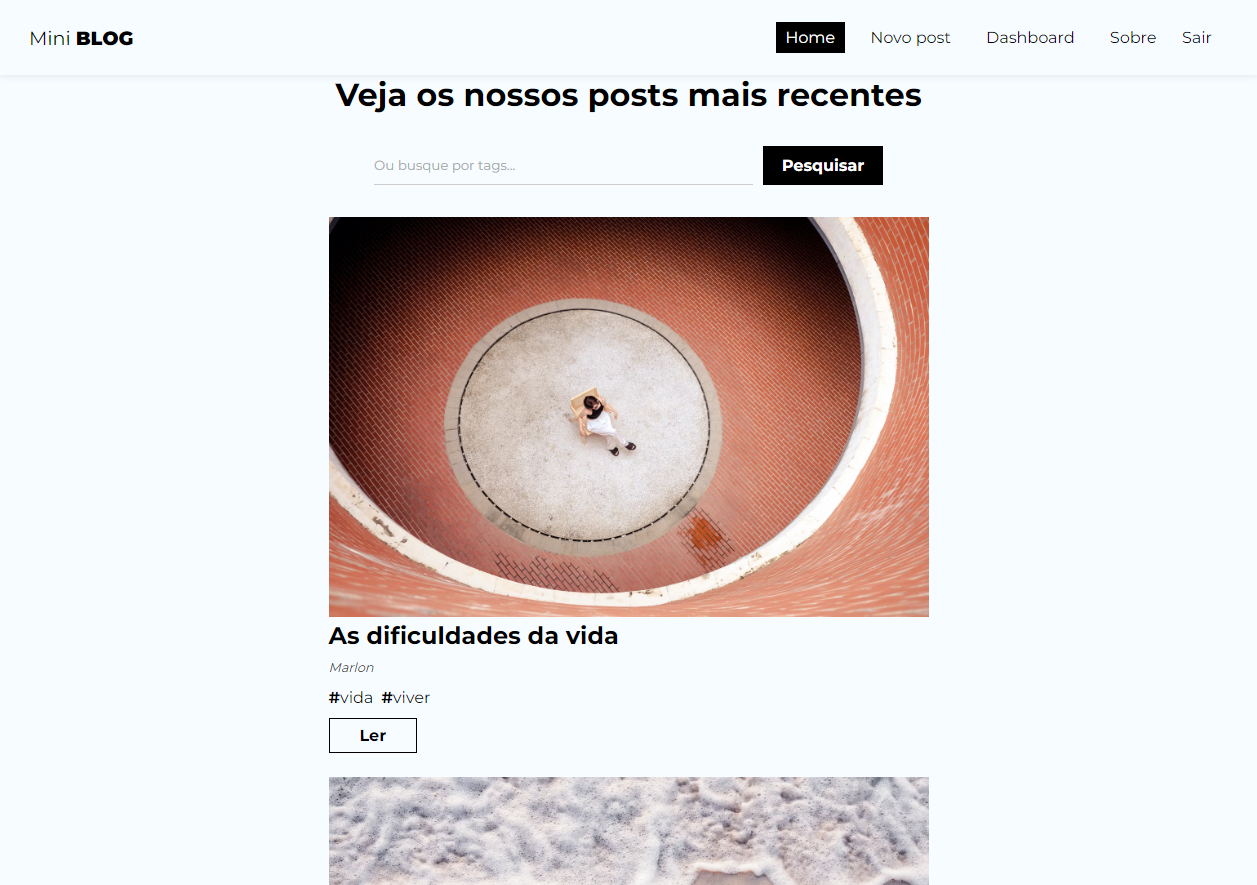 Mini BLOG
Home Novo post Dashboard Sobre Sair
Veja os nossos posts mais recentes
Ou busque por tags...
Pesquisar
As dificuldades da vida
Marlon
#vida #viver
Ler